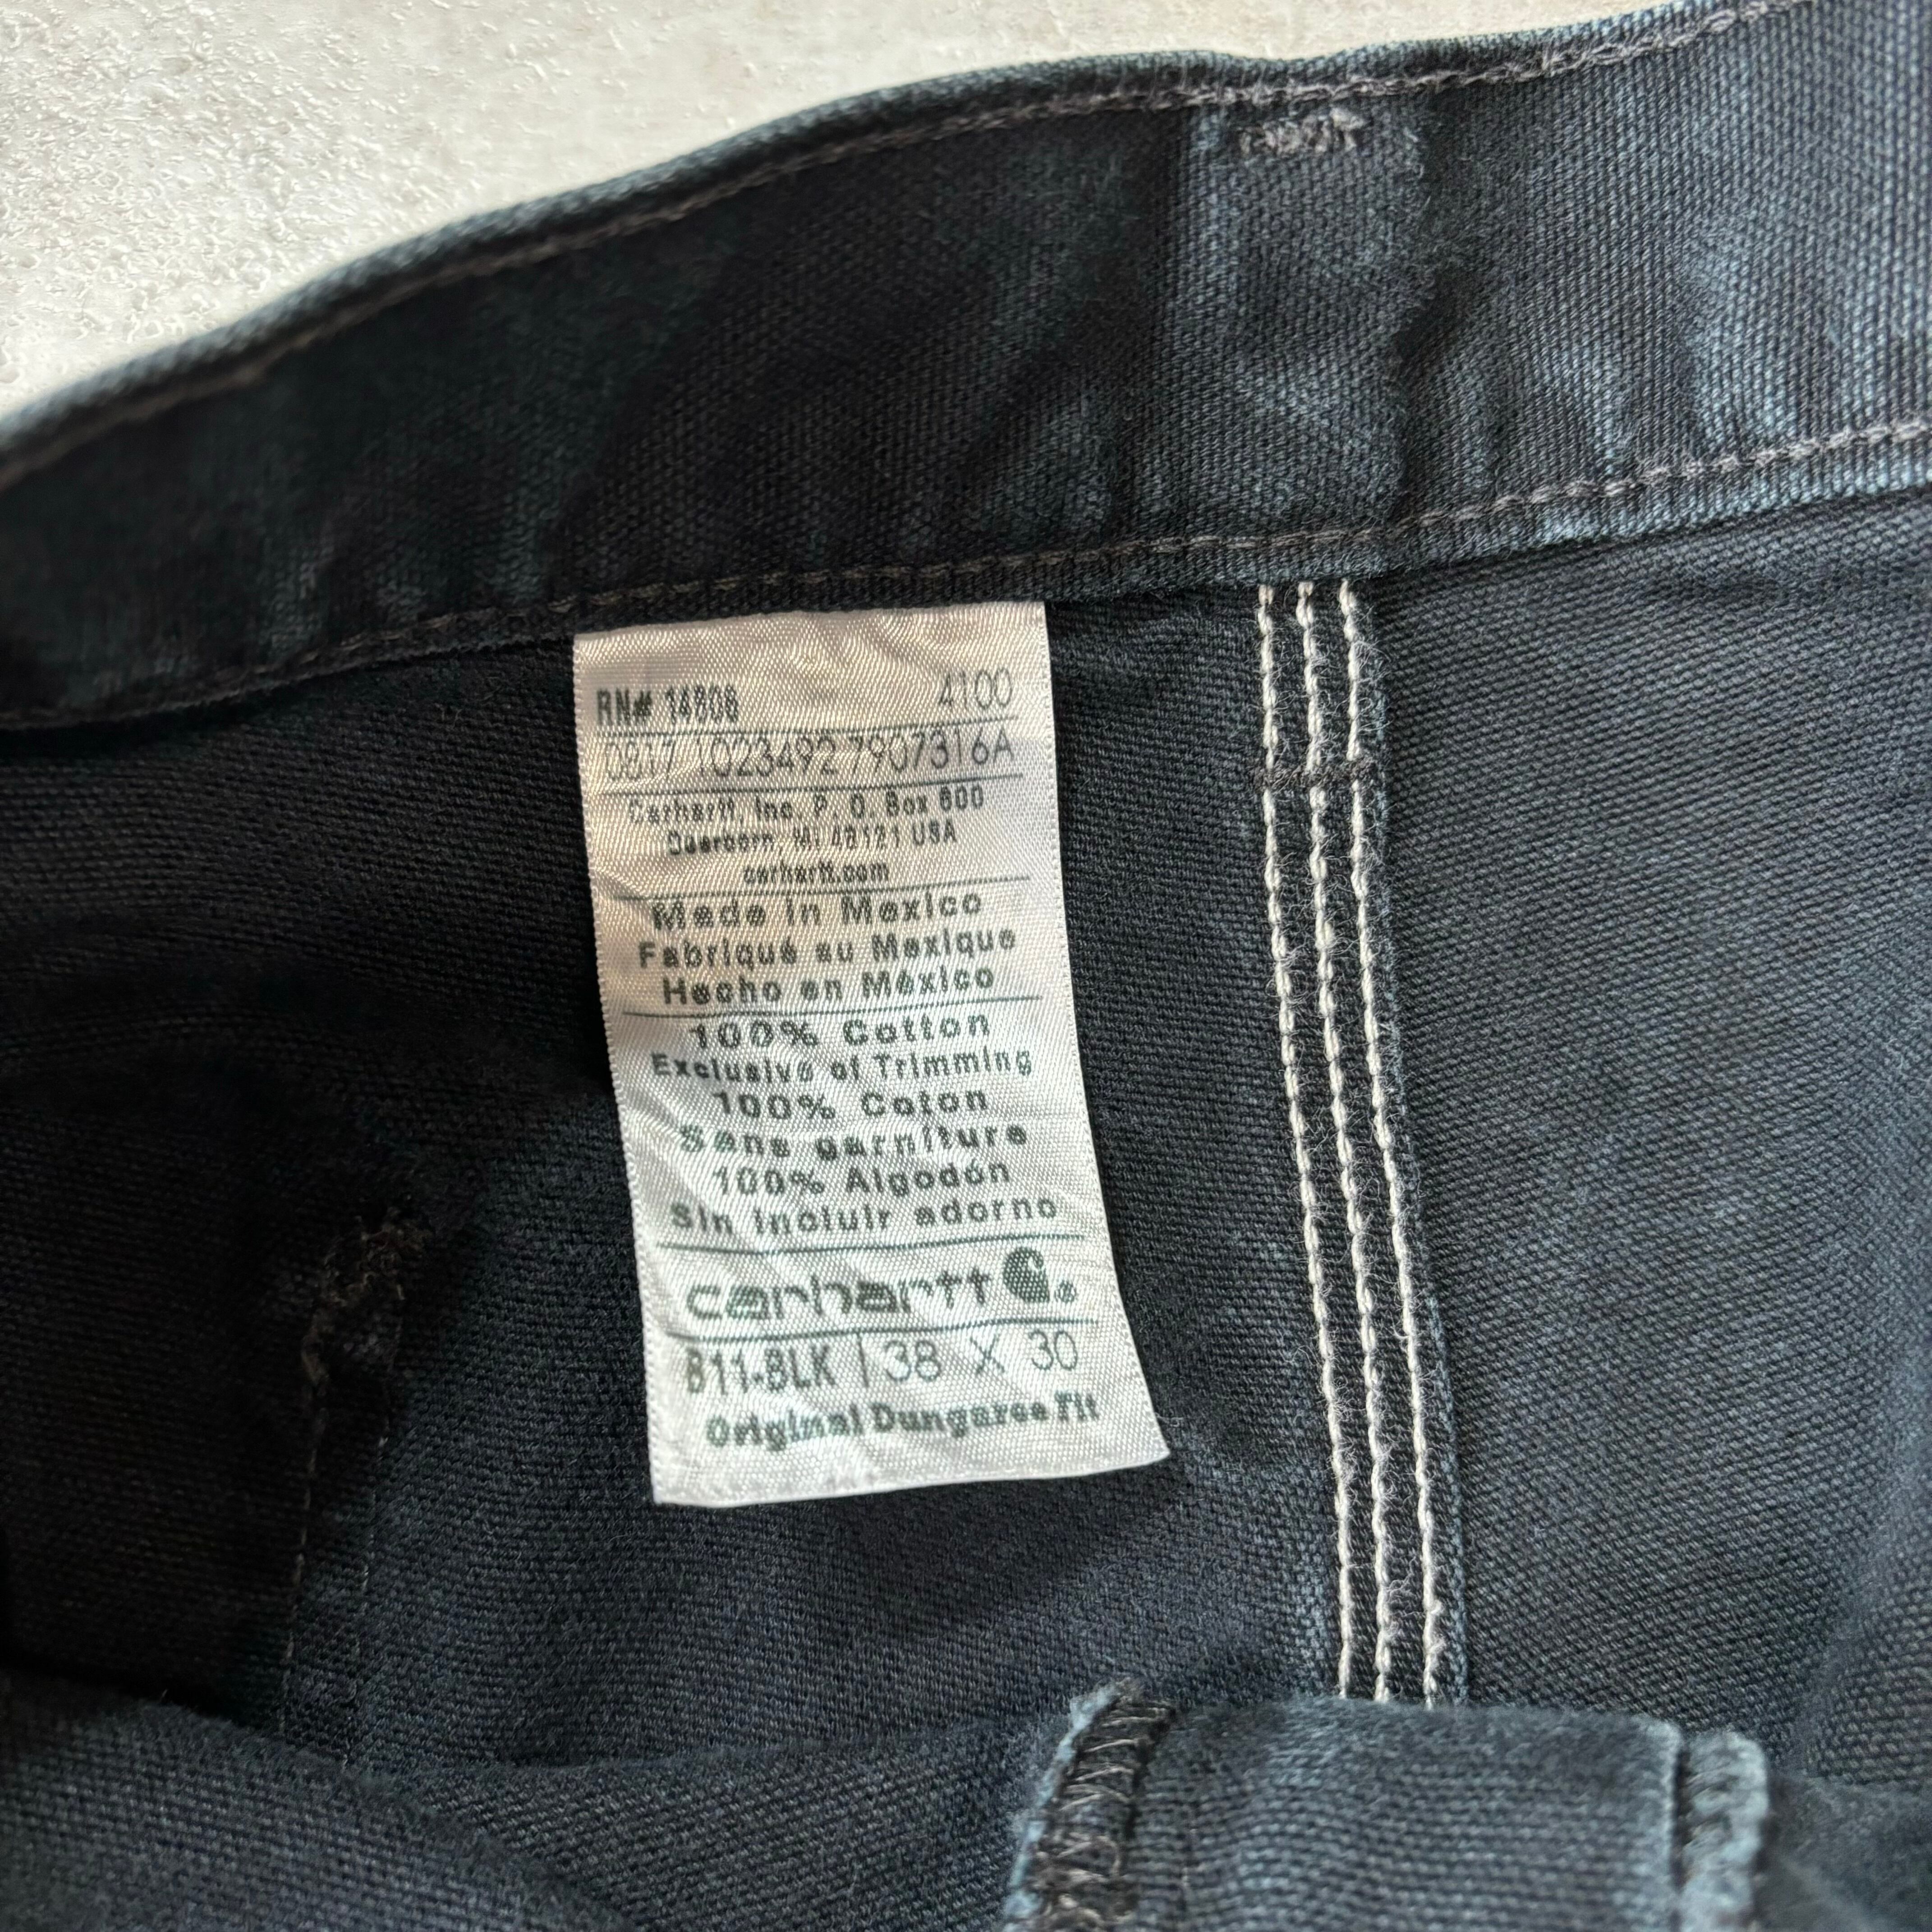 RN# 14806 4100
0817 1023492 7907316A
Carhartt, Inc. P. O. Box 600
Dearborn, MI 48121 USA
carhartt.com
Made in Mexico
Fabriqué au Mexique
Hecho en México
100% Cotton
Exclusive of Trimming
100% Coton
Sans garniture
100% Algodón
Sin incluir adorno
carhartt ®
B11-BLK | 38 X 30
Original Dungaree Fit